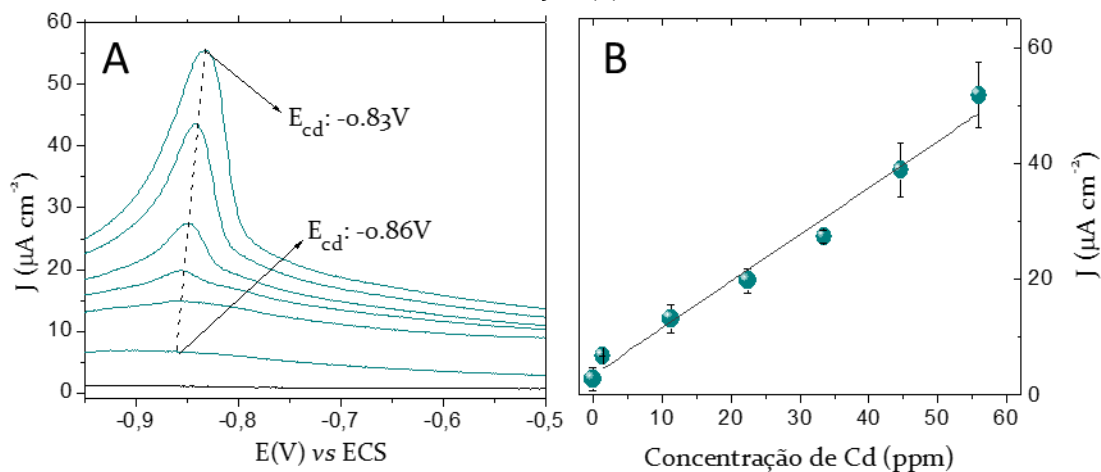 A
60
50
40
30
20
10
0
J (µA cm⁻²)
E_cd: -0.83V
E_cd: -0.86V
-0,9
-0,8
-0,7
-0,6
-0,5
E(V) vs ECS
B
60
40
20
0
J (µA cm⁻²)
0
10
20
30
40
50
60
Concentração de Cd (ppm)